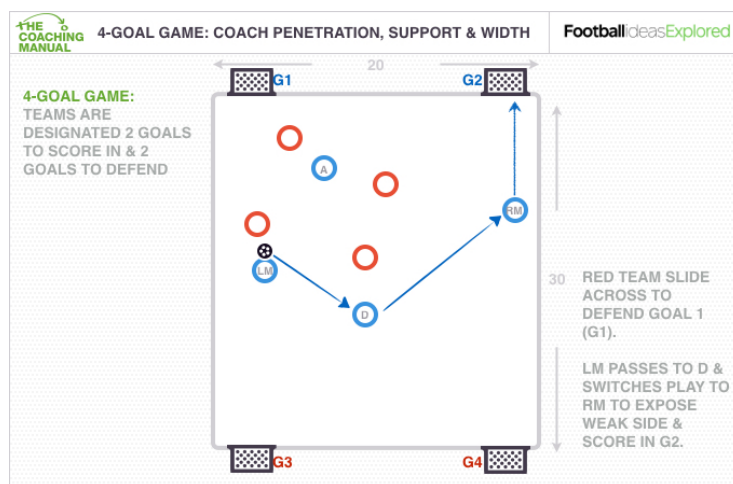 THE
COACHING
MANUAL
4-GOAL GAME: COACH PENETRATION, SUPPORT & WIDTH
FootballideasExplored
20
G1
G2
4-GOAL GAME:
TEAMS ARE
DESIGNATED 2 GOALS
TO SCORE IN & 2
GOALS TO DEFEND
A
RM
LM
D
30
RED TEAM SLIDE
ACROSS TO
DEFEND GOAL 1
(G1).
LM PASSES TO D &
SWITCHES PLAY TO
RM TO EXPOSE
WEAK SIDE &
SCORE IN G2.
G3
G4